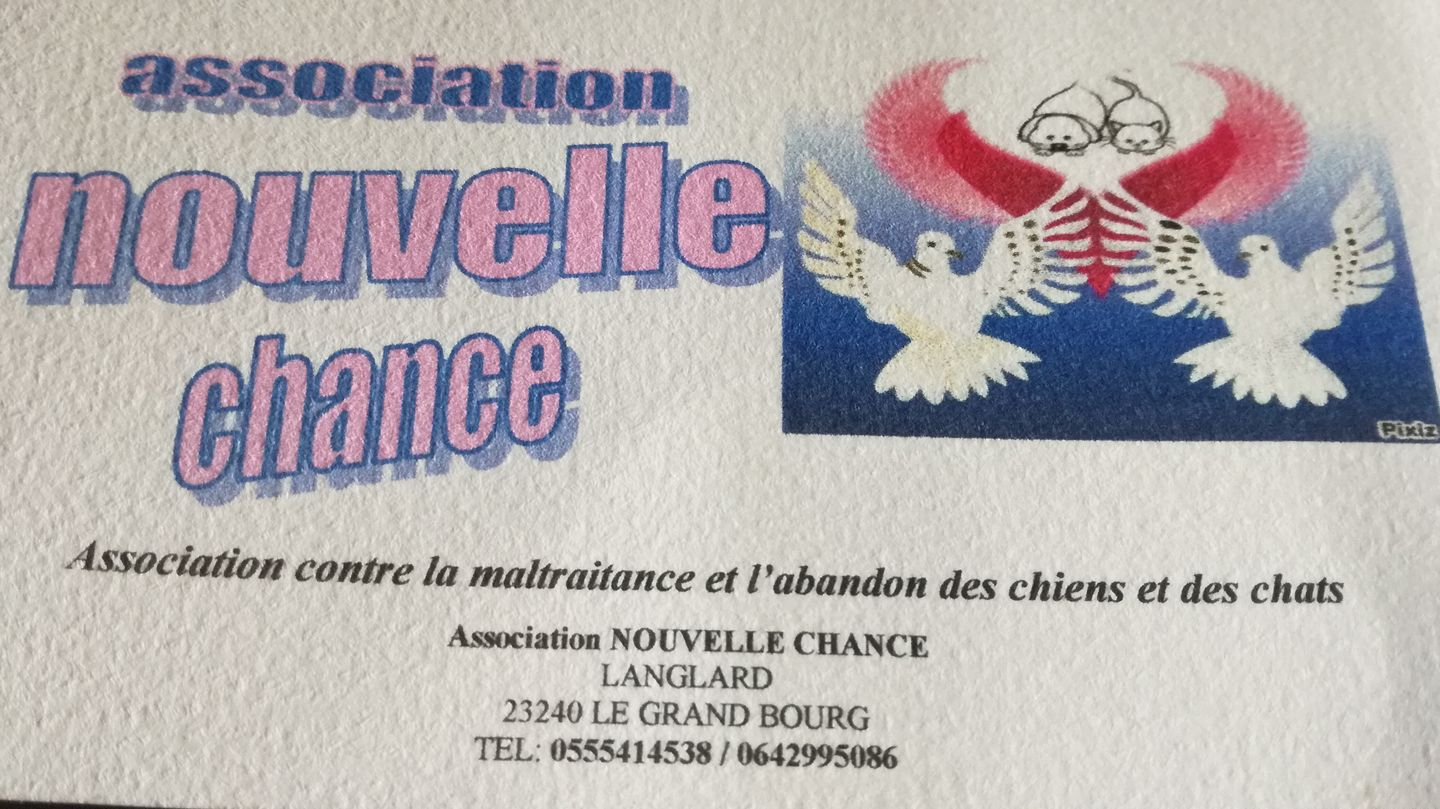 association
nouvelle
chance
Pixiz
Association contre la maltraitance et l'abandon des chiens et des chats
Association NOUVELLE CHANCE
LANGLARD
23240 LE GRAND BOURG
TEL: 0555414538 / 0642995086